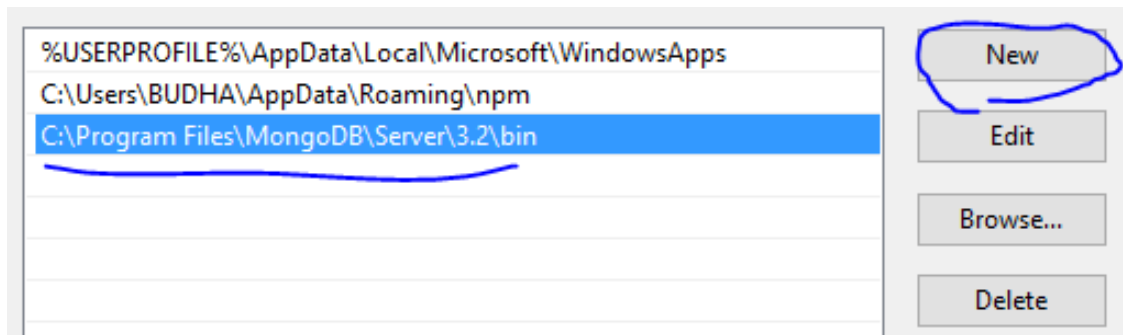 %USERPROFILE%\AppData\Local\Microsoft\WindowsApps
C:\Users\BUDHA\AppData\Roaming\npm
C:\Program Files\MongoDB\Server\3.2\bin
New
Edit
Browse...
Delete